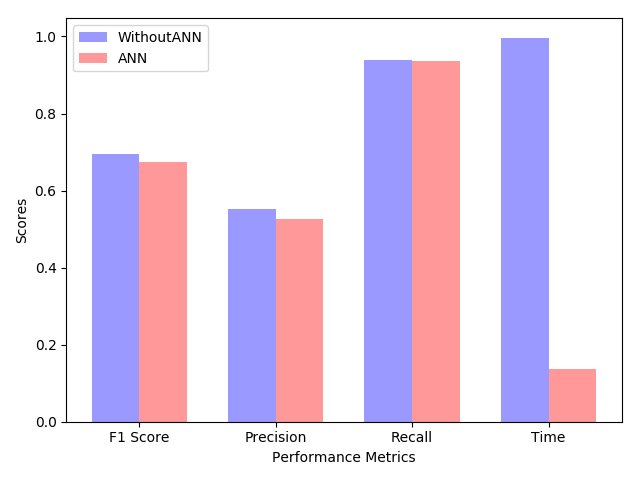 WithoutANN
ANN
1.0
0.8
0.6
0.4
0.2
0.0
Scores
F1 Score Precision Recall Time
Performance Metrics